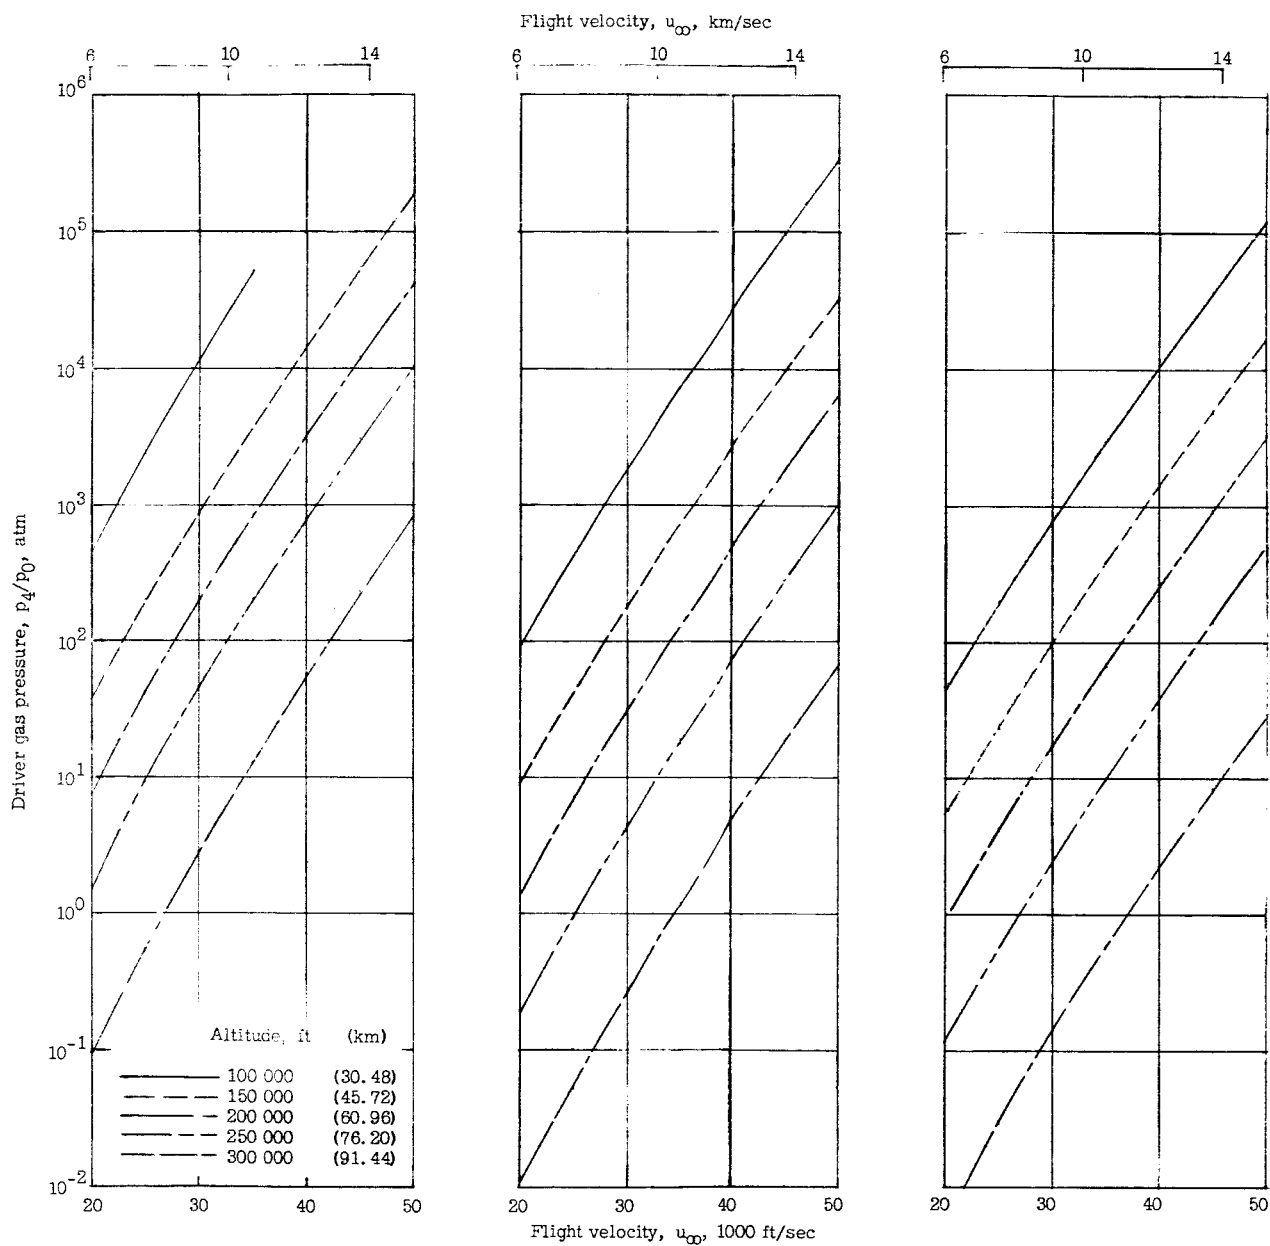 Flight velocity, u∞, km/sec
6 10 14 6 10 14 6 10 14
10^6
10^5
10^4
10^3
10^2
10^1
10^0
10^-1
10^-2
Driver gas pressure, p4/p0, atm
Altitude, ft (km)
100 000 (30.48)
150 000 (45.72)
200 000 (60.96)
250 000 (76.20)
300 000 (91.44)
20 30 40 50 20 30 40 50 20 30 40 50
Flight velocity, u∞, 1000 ft/sec